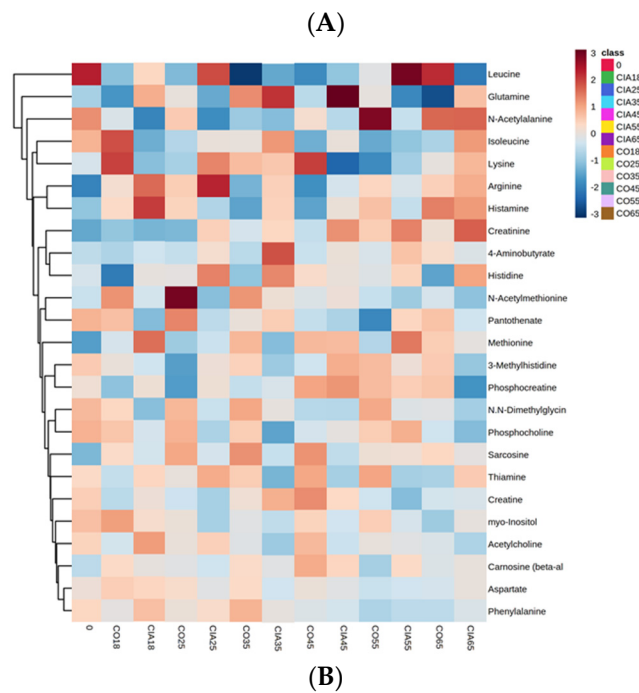 (A)
Leucine
Glutamine
N-Acetylalanine
Isoleucine
Lysine
Arginine
Histamine
Creatinine
4-Aminobutyrate
Histidine
N-Acetylmethionine
Pantothenate
Methionine
3-Methylhistidine
Phosphocreatine
N.N-Dimethylglycin
Phosphocholine
Sarcosine
Thiamine
Creatine
myo-Inositol
Acetylcholine
Carnosine (beta-al
Aspartate
Phenylalanine
0 CO18 CIA18 CO25 CIA25 CO35 CIA35 CO45 CIA45 CO55 CIA55 CO65 CIA65
3
2
1
0
-1
-2
-3
class
0
CIA18
CIA25
CIA35
CIA45
CIA55
CIA65
CO18
CO25
CO35
CO45
CO55
CO65
(B)